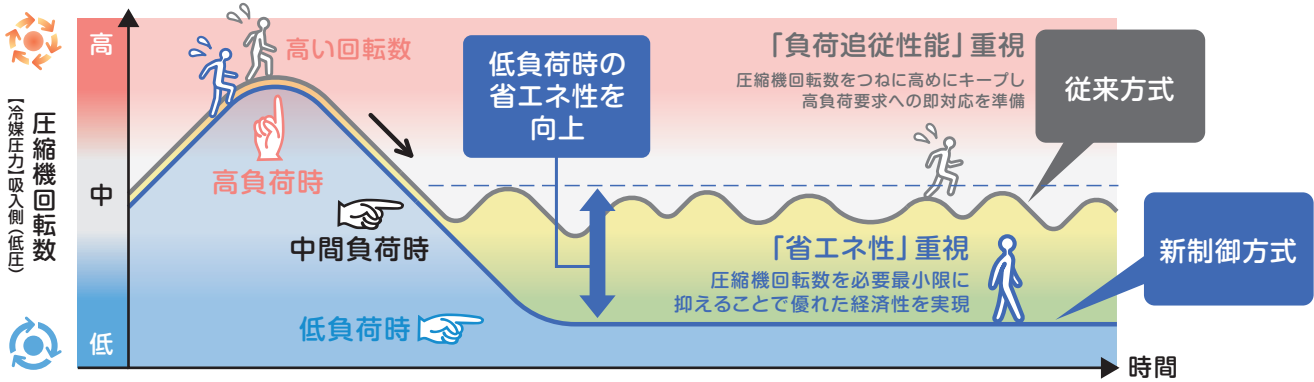 圧縮機回転数
【冷媒圧力】吸入側(低圧)
高
中
低
高い回転数
高負荷時
中間負荷時
低負荷時
低負荷時の
省エネ性を
向上
「負荷追従性能」重視
圧縮機回転数をつねに高めにキープし
高負荷要求への即対応を準備
従来方式
「省エネ性」重視
圧縮機回転数を必要最小限に
抑えることで優れた経済性を実現
新制御方式
時間